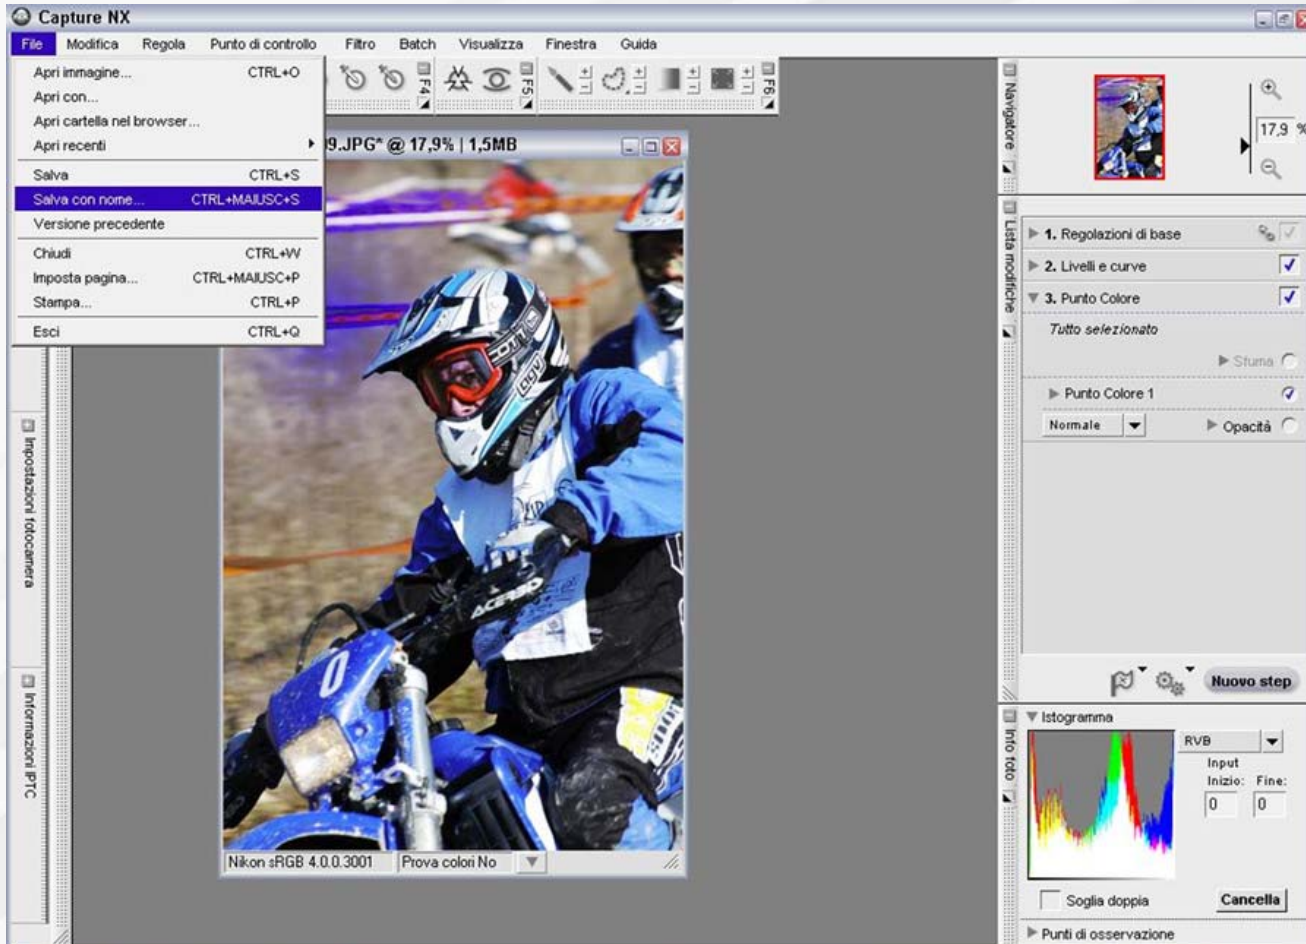 Capture NX
File Modifica Regola Punto di controllo Filtro Batch Visualizza Finestra Guida
Apri immagine... CTRL+O
Apri con...
Apri cartella nel browser...
Apri recenti
Salva CTRL+S
Salva con nome... CTRL+MAIUSC+S
Versione precedente
Chiudi CTRL+W
Imposta pagina... CTRL+MAIUSC+P
Stampa... CTRL+P
Esci CTRL+Q
F4
F5
F6
9.JPG* @ 17,9% | 1,5MB
agv
ACERBIS
0
Nikon sRGB 4.0.0.3001 Prova colori No
Impostazioni fotocamera
Informazioni IPTC
Navigatore
17,9 %
Lista modifiche
1. Regolazioni di base
2. Livelli e curve
3. Punto Colore
Tutto selezionato
Sfuma
Punto Colore 1
Normale Opacità
Nuovo step
Info foto
Istogramma
RVB
Input
Inizio: Fine:
0 0
Soglia doppia Cancella
Punti di osservazione